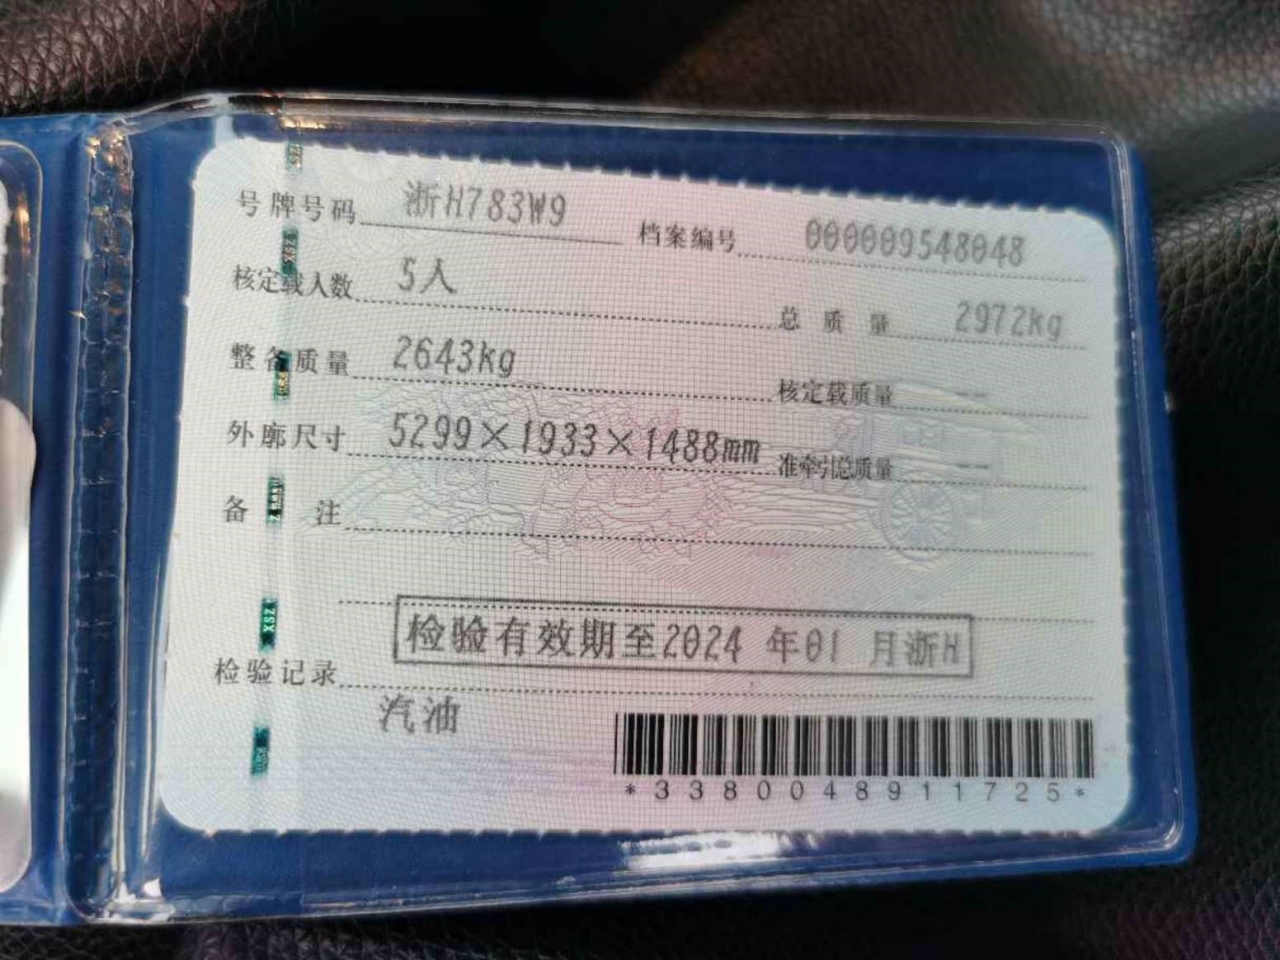 号牌号码 浙H783W9 档案编号 000009548048
核定载人数 5人 总质量 2972kg
整备质量 2643kg 核定载质量 --
外廓尺寸 5299×1933×1488mm 准牵引总质量 --
备注
检验有效期至2024 年01 月浙H
检验记录
汽油
*3380048911725*
XSZ